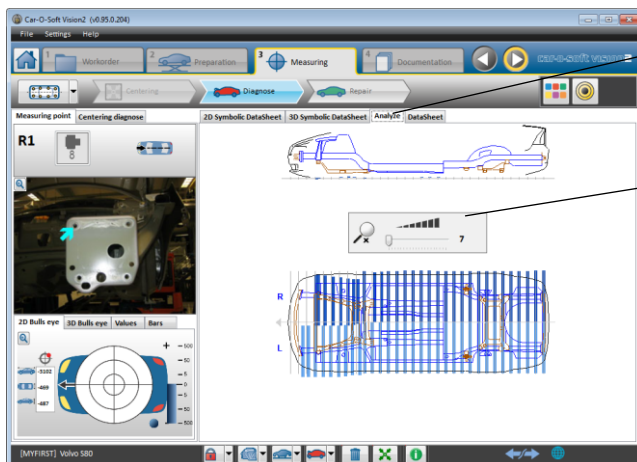 Car-O-Soft Vision2 (v0.95.0.204)
File Settings Help
1 Workorder
2 Preparation
3 Measuring
4 Documentation
car-o-soft vision
Centering
Diagnose
Repair
Measuring point Centering diagnose
2D Symbolic DataSheet 3D Symbolic DataSheet Analyze DataSheet
R1
8
7
R
L
2D Bulls eye 3D Bulls eye Values Bars
+
500
50
5
0
5
50
500
-5102
-469
-487
[MYFIRST] Volvo S80